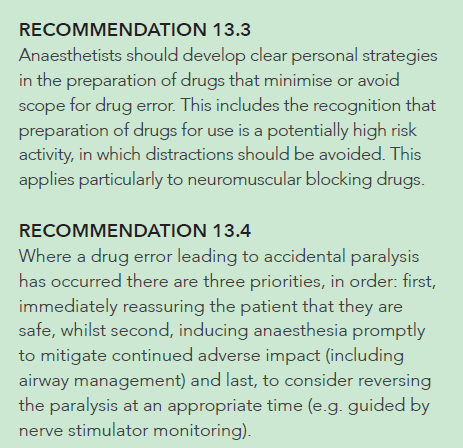 RECOMMENDATION 13.3
Anaesthetists should develop clear personal strategies
in the preparation of drugs that minimise or avoid
scope for drug error. This includes the recognition that
preparation of drugs for use is a potentially high risk
activity, in which distractions should be avoided. This
applies particularly to neuromuscular blocking drugs.
RECOMMENDATION 13.4
Where a drug error leading to accidental paralysis
has occurred there are three priorities, in order: first,
immediately reassuring the patient that they are
safe, whilst second, inducing anaesthesia promptly
to mitigate continued adverse impact (including
airway management) and last, to consider reversing
the paralysis at an appropriate time (e.g. guided by
nerve stimulator monitoring).